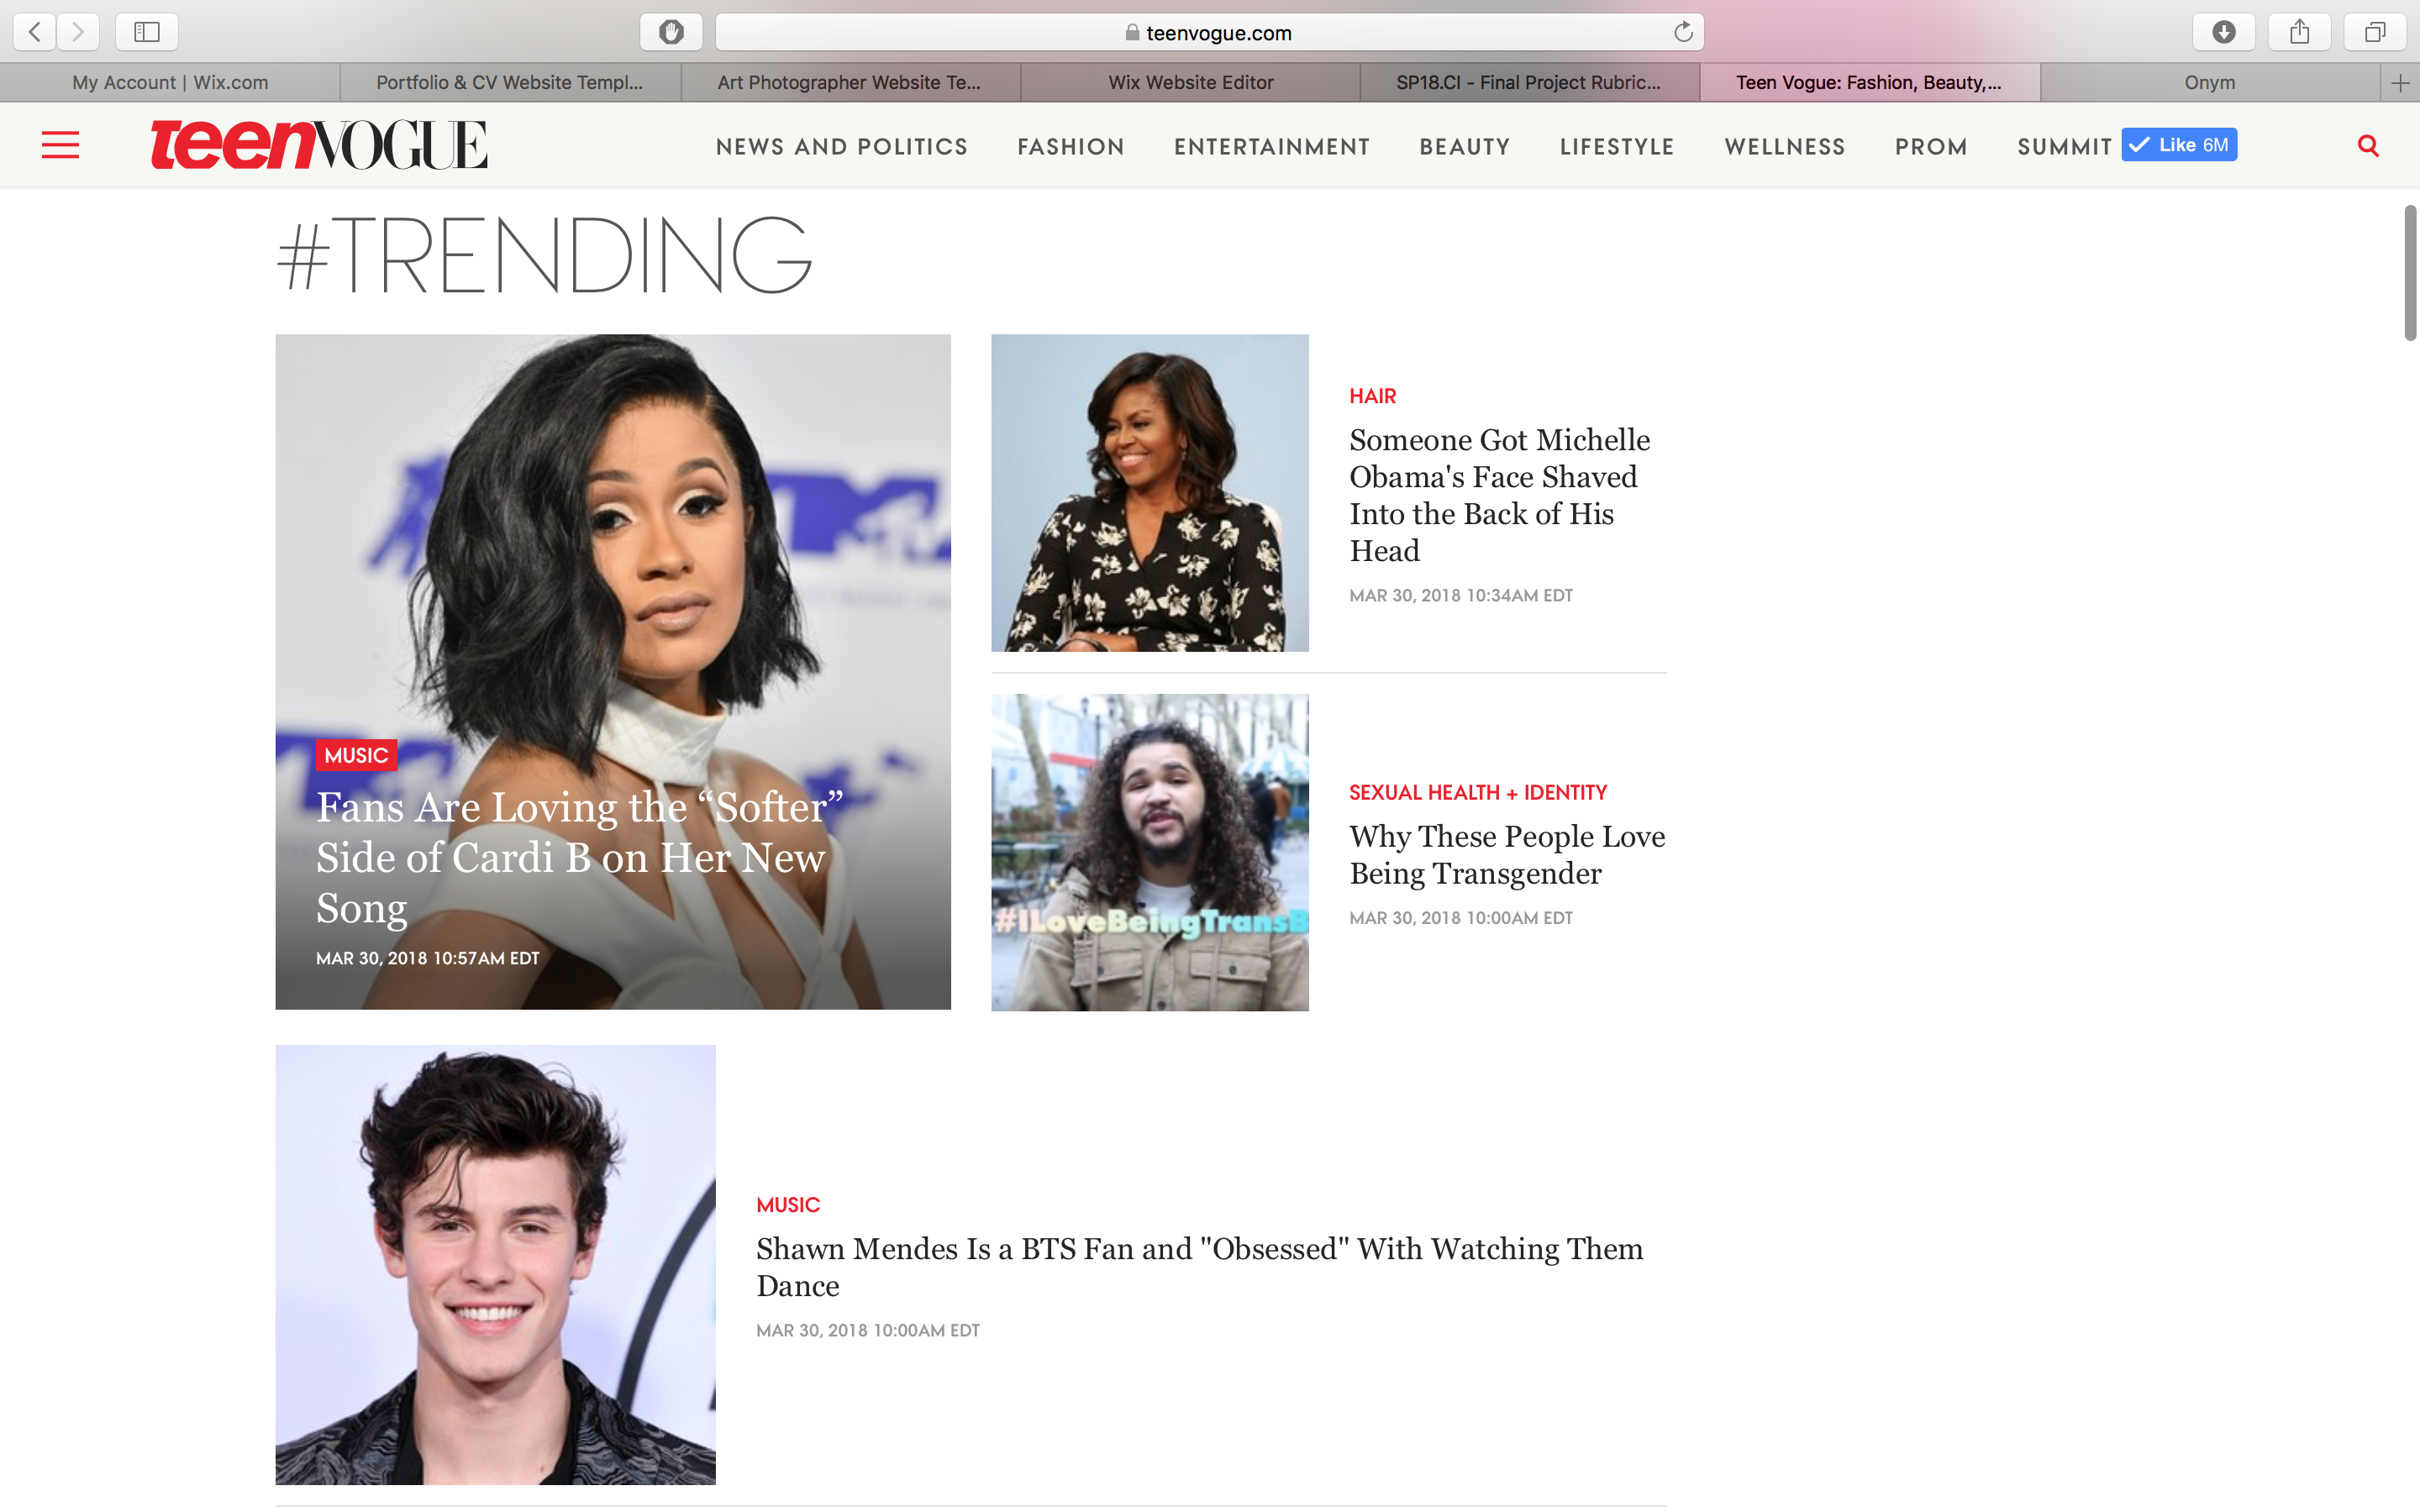 teenvogue.com
My Account | Wix.com
Portfolio & CV Website Templ...
Art Photographer Website Te...
Wix Website Editor
SP18.CI - Final Project Rubric...
Teen Vogue: Fashion, Beauty,...
Onym
teenVOGUE
NEWS AND POLITICS
FASHION
ENTERTAINMENT
BEAUTY
LIFESTYLE
WELLNESS
PROM
SUMMIT
Like 6M
#TRENDING
MUSIC
Fans Are Loving the “Softer”
Side of Cardi B on Her New
Song
MAR 30, 2018 10:57AM EDT
HAIR
Someone Got Michelle
Obama's Face Shaved
Into the Back of His
Head
MAR 30, 2018 10:34AM EDT
#ILoveBeingTransB
SEXUAL HEALTH + IDENTITY
Why These People Love
Being Transgender
MAR 30, 2018 10:00AM EDT
MUSIC
Shawn Mendes Is a BTS Fan and "Obsessed" With Watching Them
Dance
MAR 30, 2018 10:00AM EDT